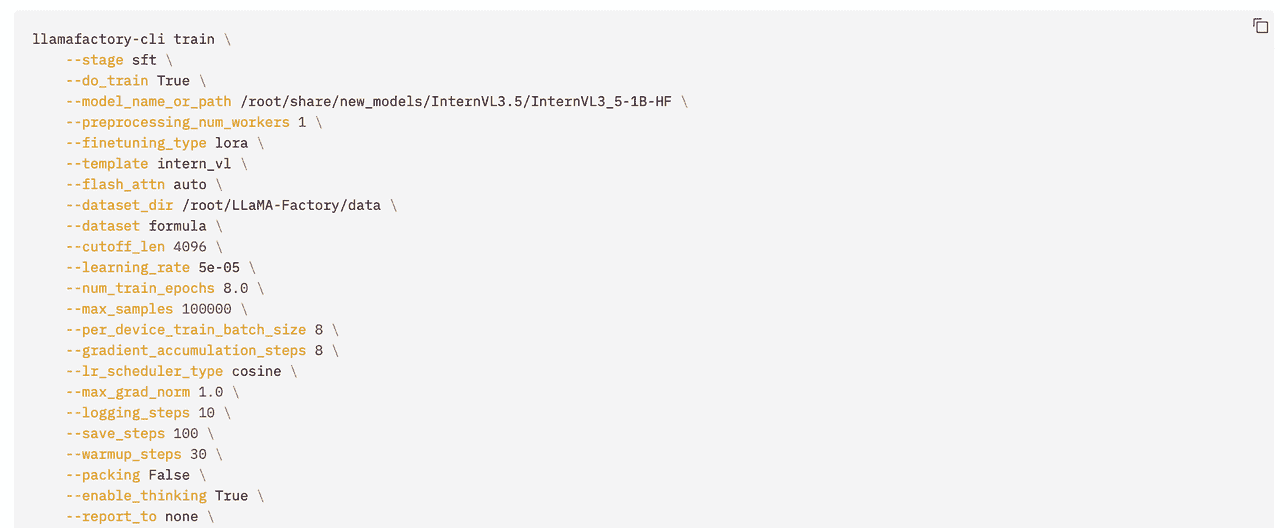 llamafactory-cli train \
--stage sft \
--do_train True \
--model_name_or_path /root/share/new_models/InternVL3.5/InternVL3_5-1B-HF \
--preprocessing_num_workers 1 \
--finetuning_type lora \
--template intern_vl \
--flash_attn auto \
--dataset_dir /root/LLaMA-Factory/data \
--dataset formula \
--cutoff_len 4096 \
--learning_rate 5e-05 \
--num_train_epochs 8.0 \
--max_samples 100000 \
--per_device_train_batch_size 8 \
--gradient_accumulation_steps 8 \
--lr_scheduler_type cosine \
--max_grad_norm 1.0 \
--logging_steps 10 \
--save_steps 100 \
--warmup_steps 30 \
--packing False \
--enable_thinking True \
--report_to none \